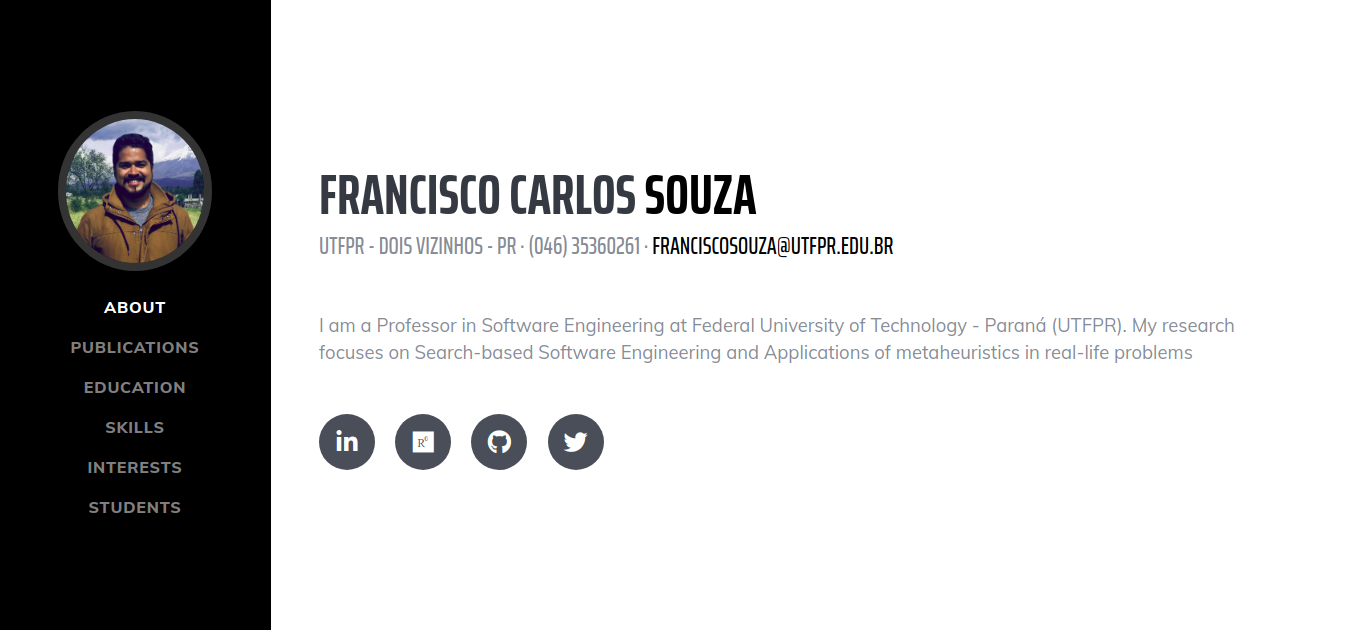 ABOUT
PUBLICATIONS
EDUCATION
SKILLS
INTERESTS
STUDENTS
FRANCISCO CARLOS SOUZA
UTFPR - DOIS VIZINHOS - PR · (046) 35360261 · FRANCISCOSOUZA@UTFPR.EDU.BR
I am a Professor in Software Engineering at Federal University of Technology - Paraná (UTFPR). My research
focuses on Search-based Software Engineering and Applications of metaheuristics in real-life problems
in
R⁶